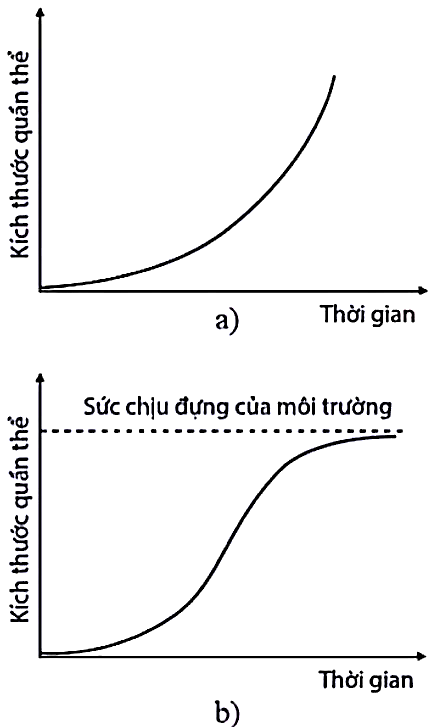 Kích thước quần thể
Thời gian
a)
Sức chịu đựng của môi trường
Kích thước quần thể
Thời gian
b)